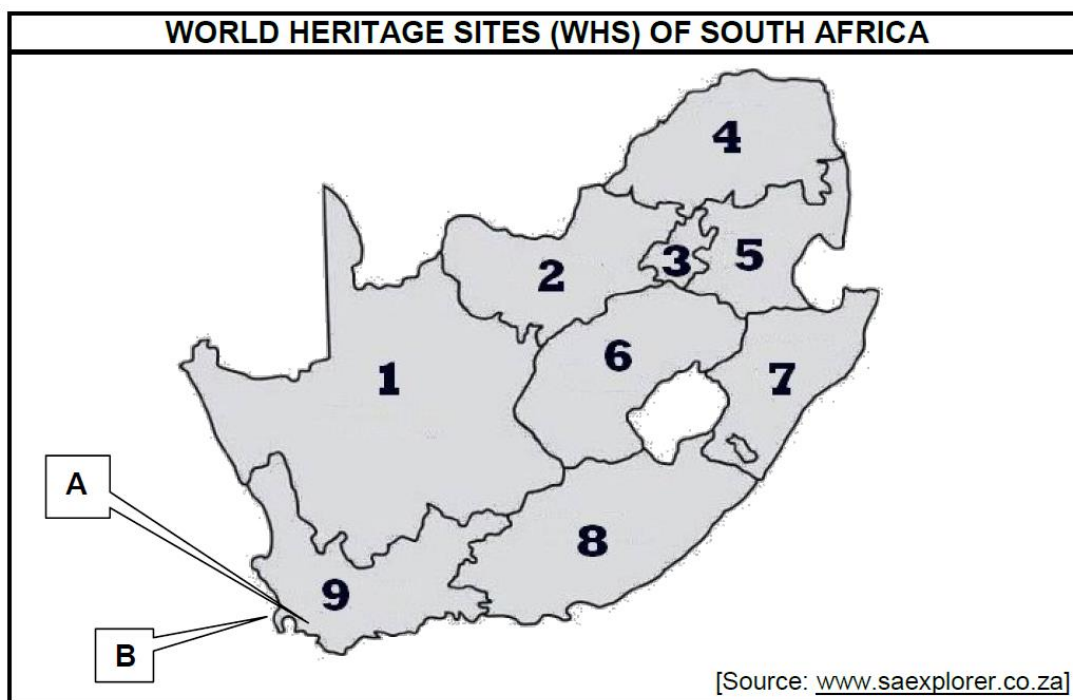 WORLD HERITAGE SITES (WHS) OF SOUTH AFRICA
4
2
3
5
6
1
7
A
8
9
B
[Source: www.saexplorer.co.za]